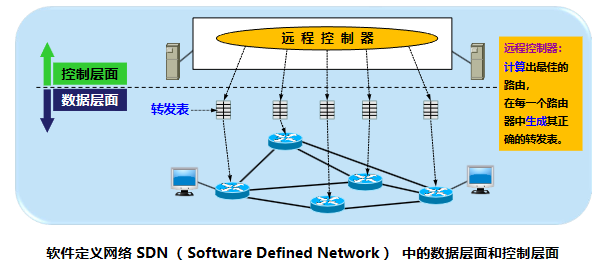 远程控制器
控制层面
数据层面
转发表
远程控制器：
计算出最佳的
路由，
在每一个路由
器中生成其正
确的转发表。
软件定义网络 SDN（Software Defined Network） 中的数据层面和控制层面